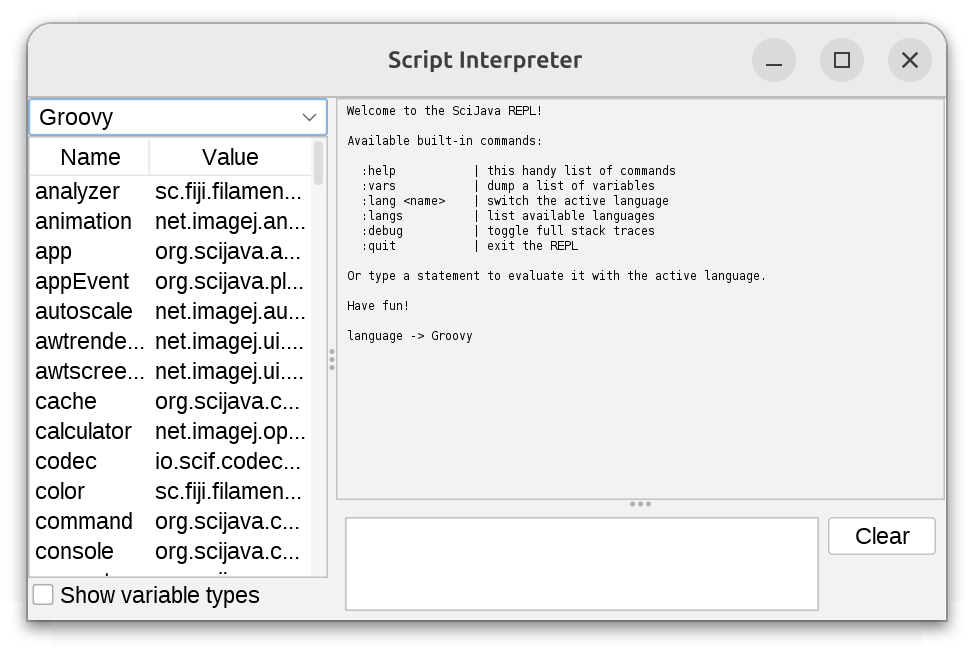 Script Interpreter
Groovy
Name Value
analyzer sc.fiji.filamen...
animation net.imagej.an...
app org.scijava.a...
appEvent org.scijava.pl...
autoscale net.imagej.au...
awtrende... net.imagej.ui....
awtscree... net.imagej.ui....
cache org.scijava.c...
calculator net.imagej.op...
codec io.scif.codec...
color sc.fiji.filamen...
command org.scijava.c...
console org.scijava.c...
Show variable types
Welcome to the SciJava REPL!
Available built-in commands:
:help | this handy list of commands
:vars | dump a list of variables
:lang <name> | switch the active language
:langs | list available languages
:debug | toggle full stack traces
:quit | exit the REPL
Or type a statement to evaluate it with the active language.
Have fun!
language -> Groovy
Clear